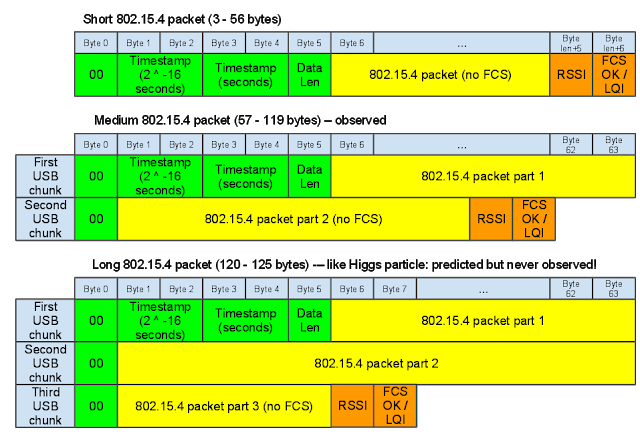 Short 802.15.4 packet (3 - 56 bytes)
Byte 0 Byte 1 Byte 2 Byte 3 Byte 4 Byte 5 Byte 6 ... Byte len+5 Byte len+6
00 Timestamp (2 ^ -16 seconds) Timestamp (seconds) Data Len 802.15.4 packet (no FCS) RSSI FCS OK / LQI
Medium 802.15.4 packet (57 - 119 bytes) – observed
Byte 0 Byte 1 Byte 2 Byte 3 Byte 4 Byte 5 Byte 6 ... Byte 62 Byte 63
First USB chunk 00 Timestamp (2 ^ -16 seconds) Timestamp (seconds) Data Len 802.15.4 packet part 1
Second USB chunk 00 802.15.4 packet part 2 (no FCS) RSSI FCS OK / LQI
Long 802.15.4 packet (120 - 125 bytes) --- like Higgs particle: predicted but never observed!
Byte 0 Byte 1 Byte 2 Byte 3 Byte 4 Byte 5 Byte 6 Byte 7 ... Byte 62 Byte 63
First USB chunk 00 Timestamp (2 ^ -16 seconds) Timestamp (seconds) Data Len 802.15.4 packet part 1
Second USB chunk 00 802.15.4 packet part 2
Third USB chunk 00 802.15.4 packet part 3 (no FCS) RSSI FCS OK / LQI